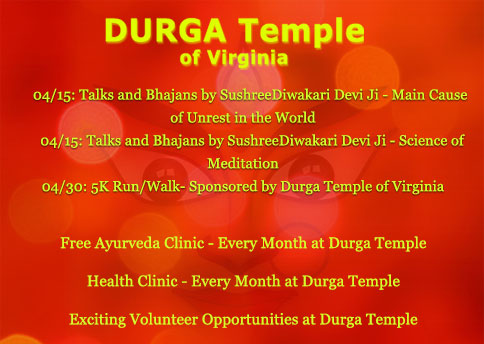 DURGA Temple
of Virginia
04/15: Talks and Bhajans by SushreeDiwakari Devi Ji - Main Cause
of Unrest in the World
04/15: Talks and Bhajans by SushreeDiwakari Devi Ji - Science of
Meditation
04/30: 5K Run/Walk- Sponsored by Durga Temple of Virginia
Free Ayurveda Clinic - Every Month at Durga Temple
Health Clinic - Every Month at Durga Temple
Exciting Volunteer Opportunities at Durga Temple